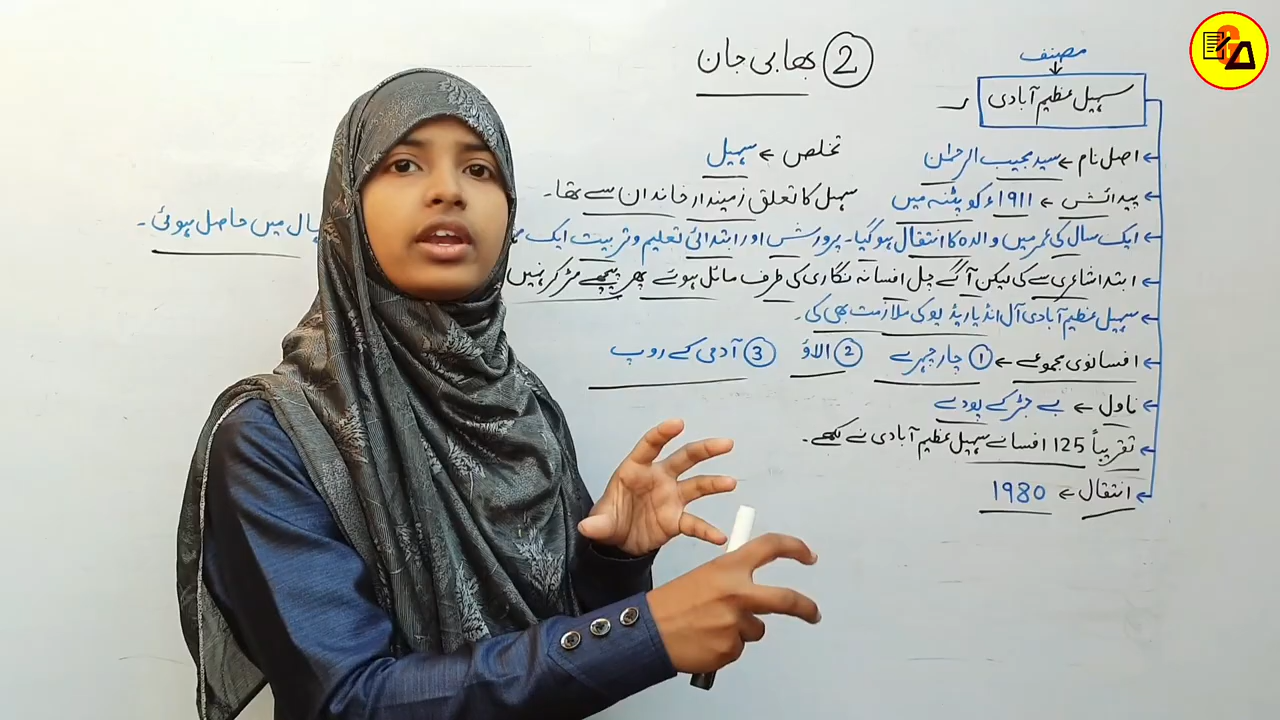 ② بھابی جان
مصنف
سہیل عظیم آبادی
اصل نام ← سید مجیب الرحمٰن
تخلص ← سہیل
پیدائش ← ۱۹۱۱ء کو پٹنہ میں
سہیل کا تعلق زمیندار خاندان سے تھا۔
ایک سال کی عمر میں والدہ کا انتقال ہوگیا۔ پرورش اور ابتدائی تعلیم و تربیت ایک
میں حاصل ہوئی۔
ابتدا شاعری سے کی لیکن آگے چل افسانہ نگاری کی طرف مائل ہوئے پھر پیچھے مڑ کر نہیں
سہیل عظیم آبادی آل انڈیا ریڈیو کی ملازمت بھی کی۔
افسانوی مجموعے ← ① چار چہرے ② الاؤ ③ آدمی کے روپ
ناول ← بے جڑ کے پودے
تقریباً 125 افسانے سہیل عظیم آبادی نے لکھے۔
انتقال ← 1980